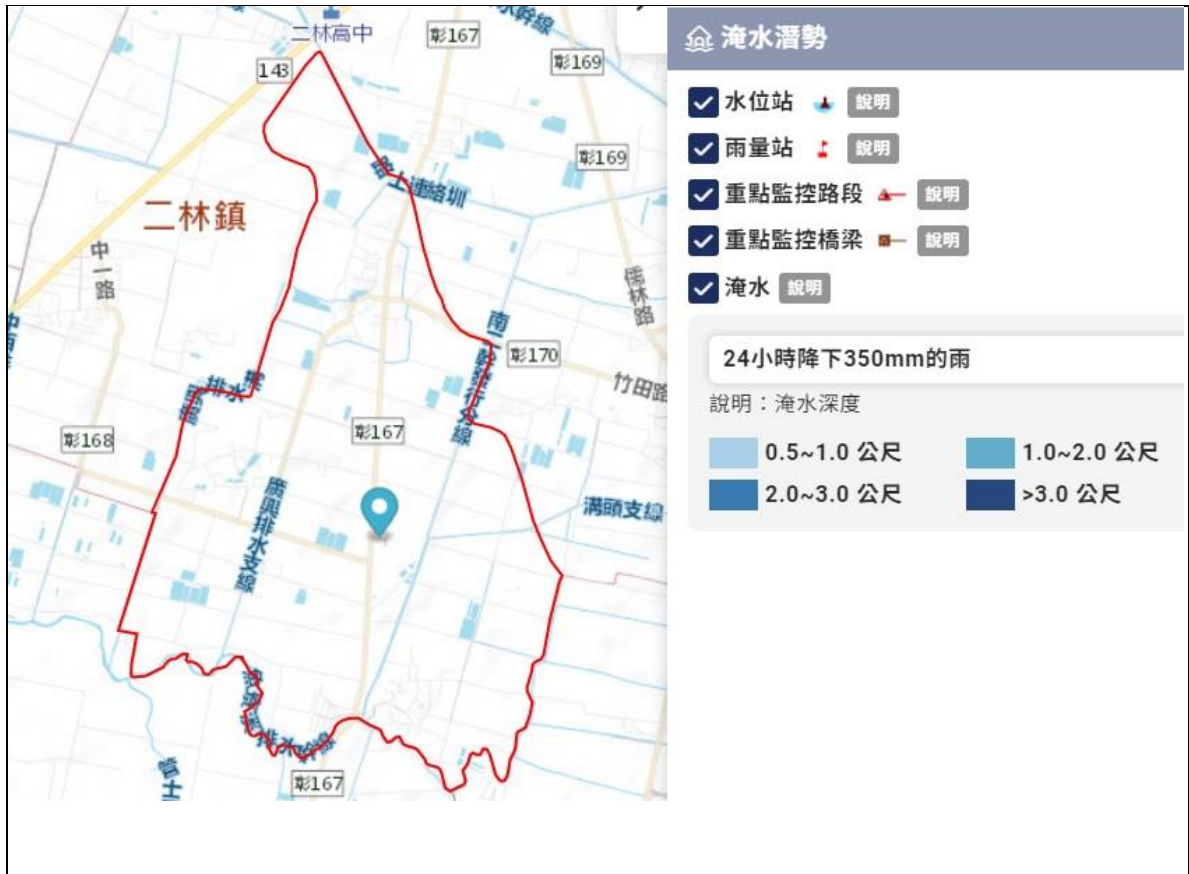 二林高中
彰167
143
彰169
彰169
二林鎮
中一路
儒林路
彰170
竹田路
排水
彰168
彰167
廣興排水支線
溝頭支線
排水幹線
彰167
管士
淹水潛勢
水位站 說明
雨量站 說明
重點監控路段 說明
重點監控橋梁 說明
淹水 說明
24小時降下350mm的雨
說明：淹水深度
0.5~1.0 公尺 1.0~2.0 公尺
2.0~3.0 公尺 >3.0 公尺